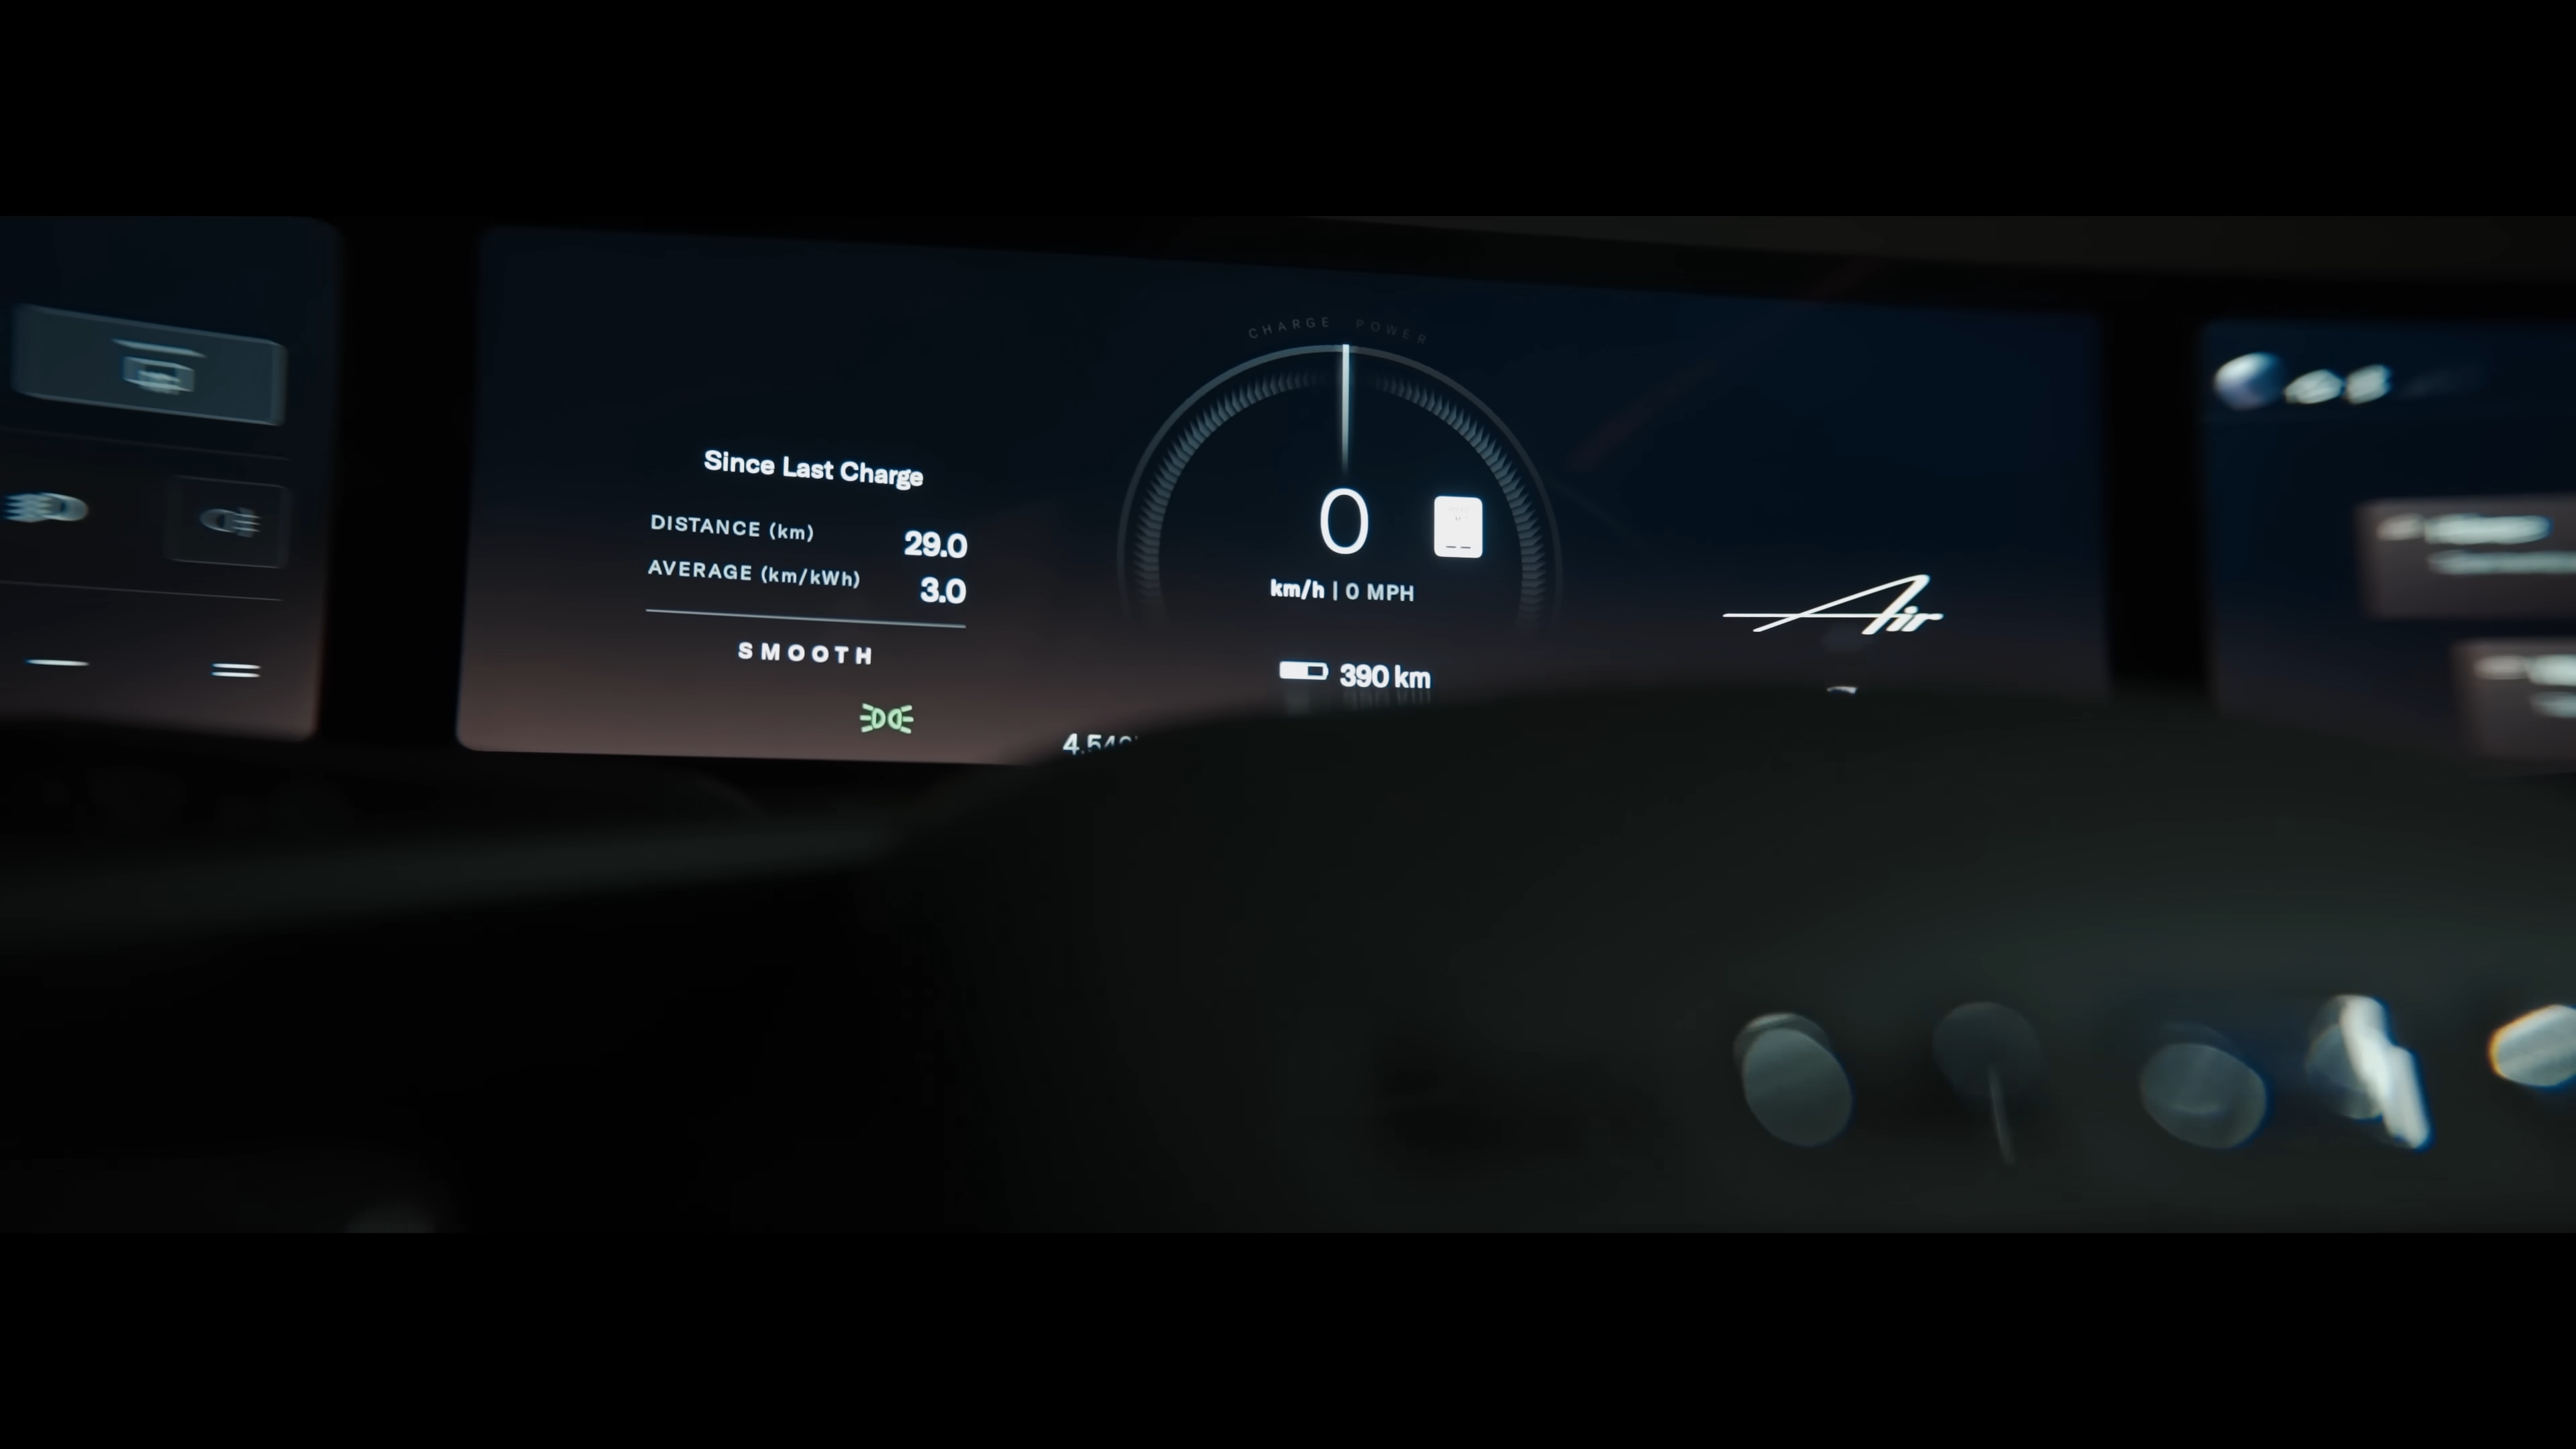 CHARGE POWER
Since Last Charge
DISTANCE (km) 29.0
AVERAGE (km/kWh) 3.0
SMOOTH
0
km/h | 0 MPH
390 km
Air